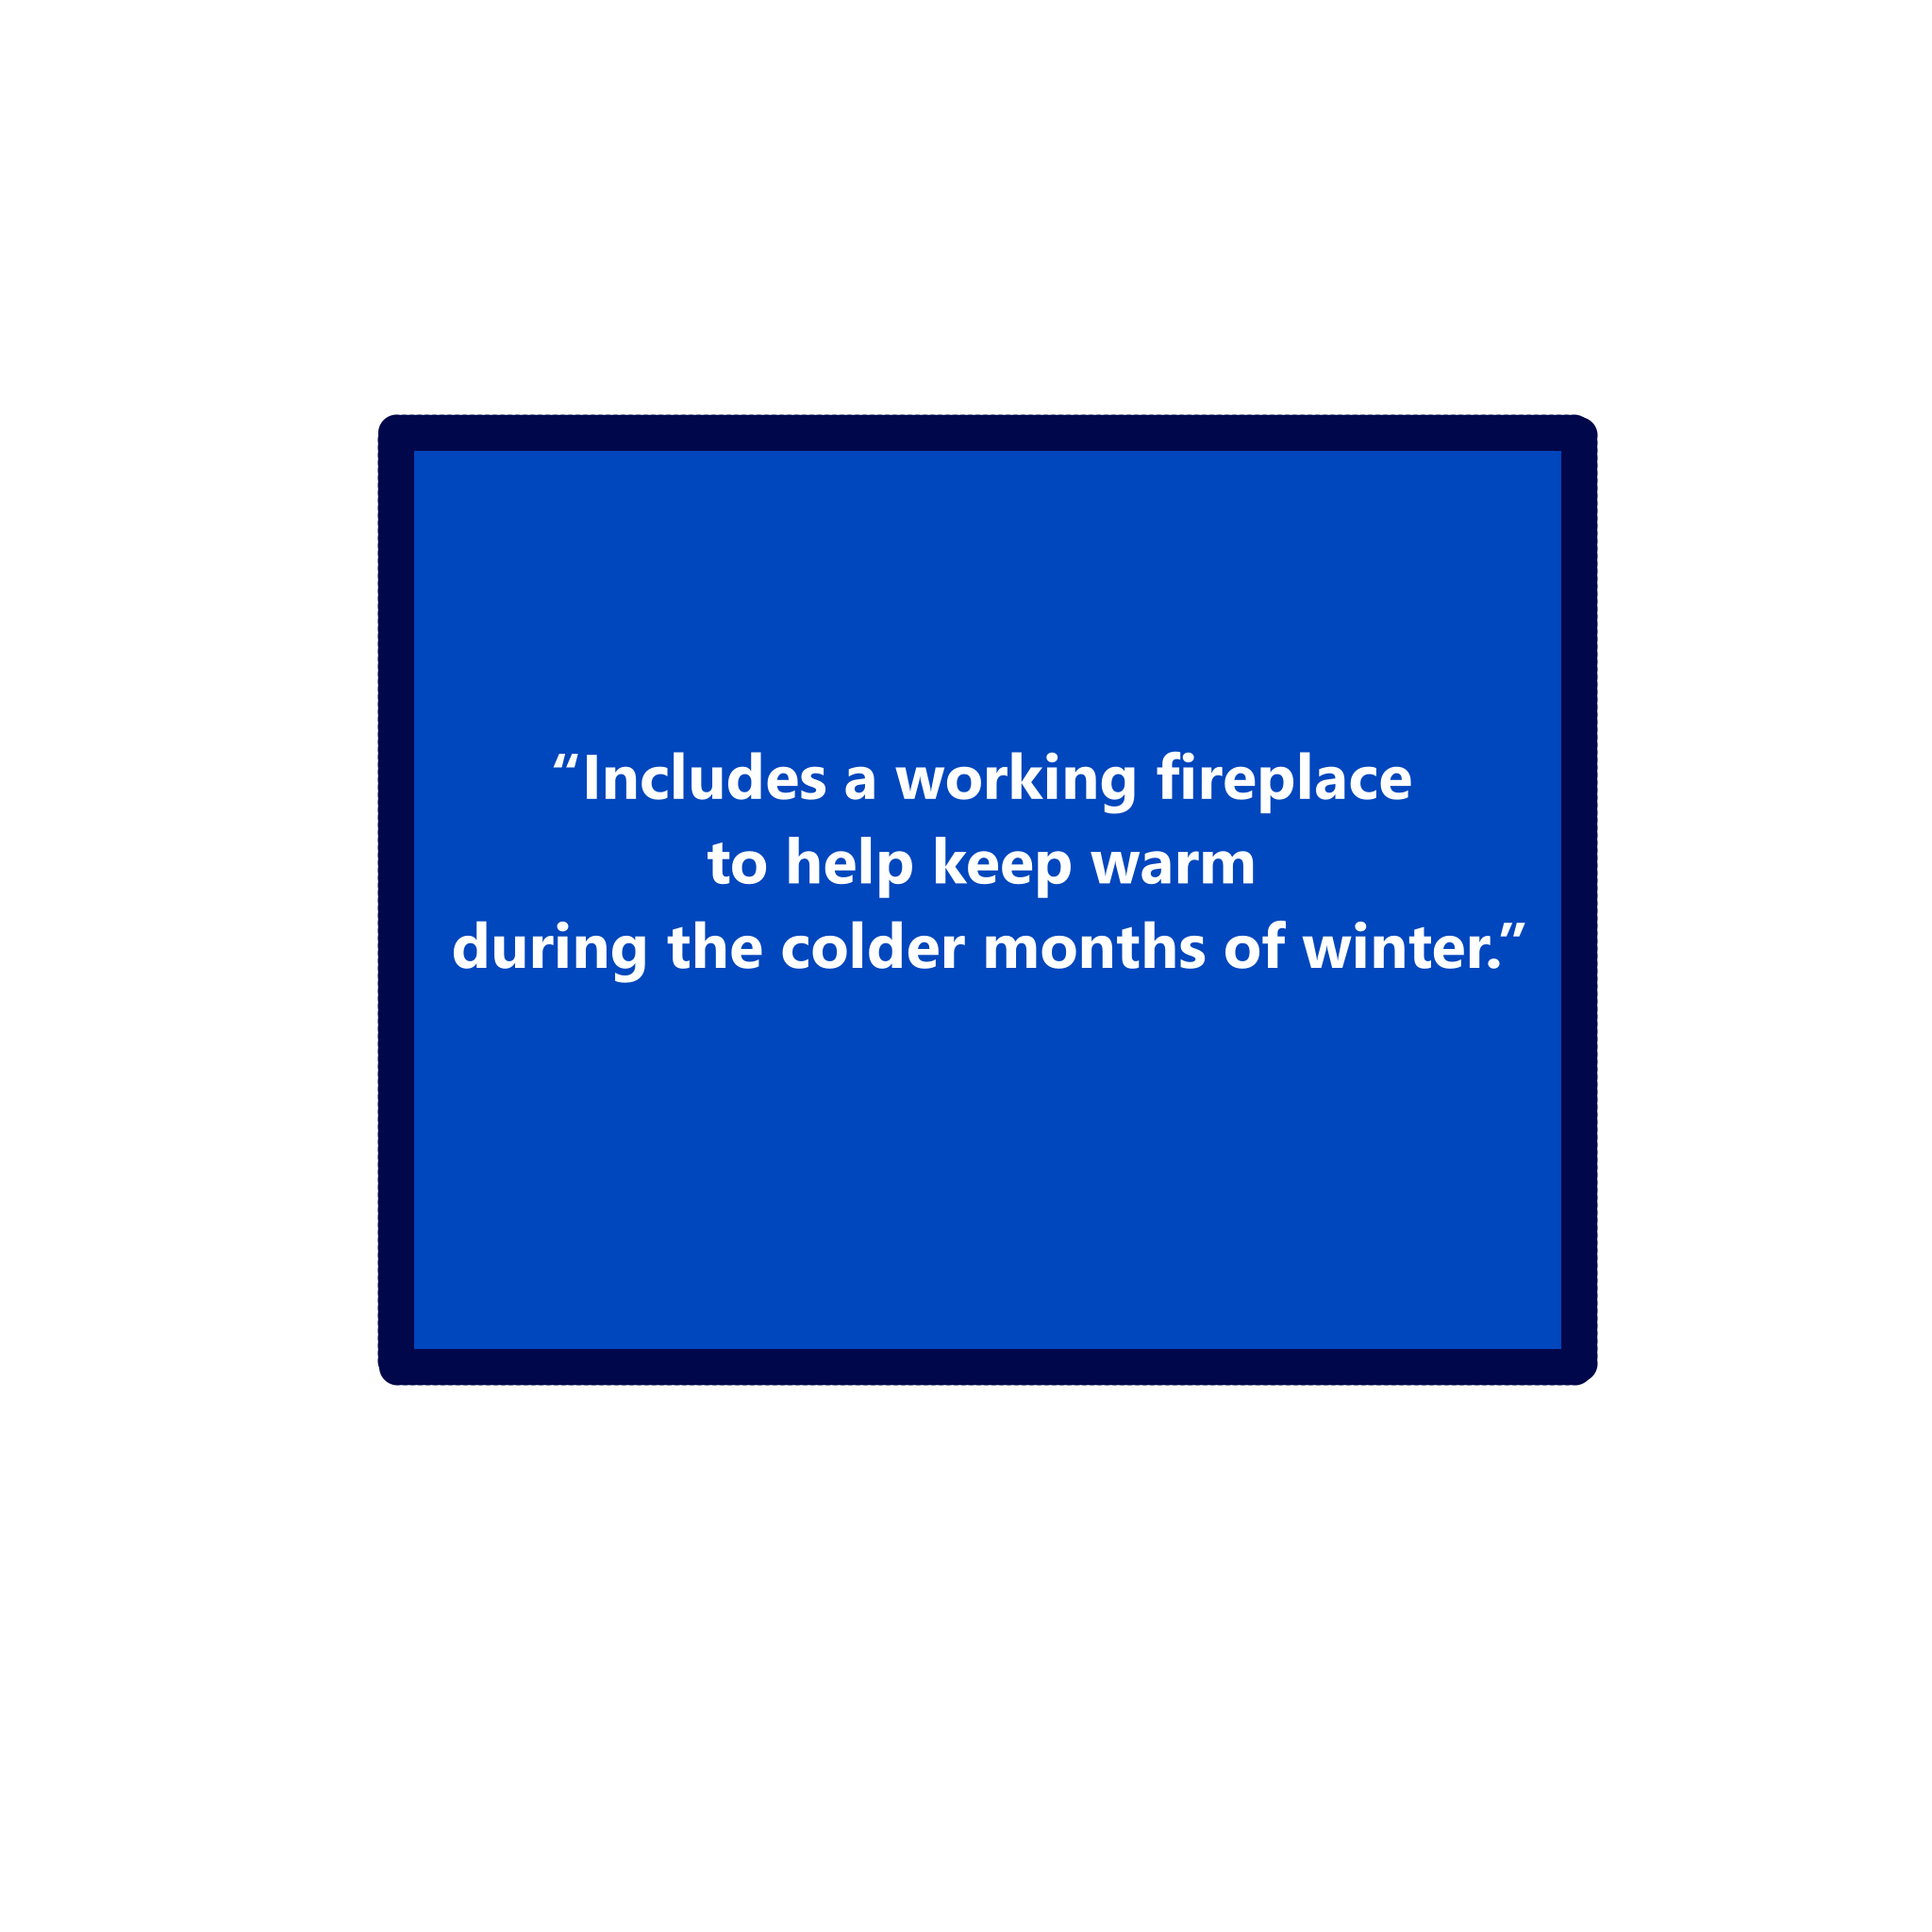 “Includes a working fireplace
to help keep warm
during the colder months of winter.”